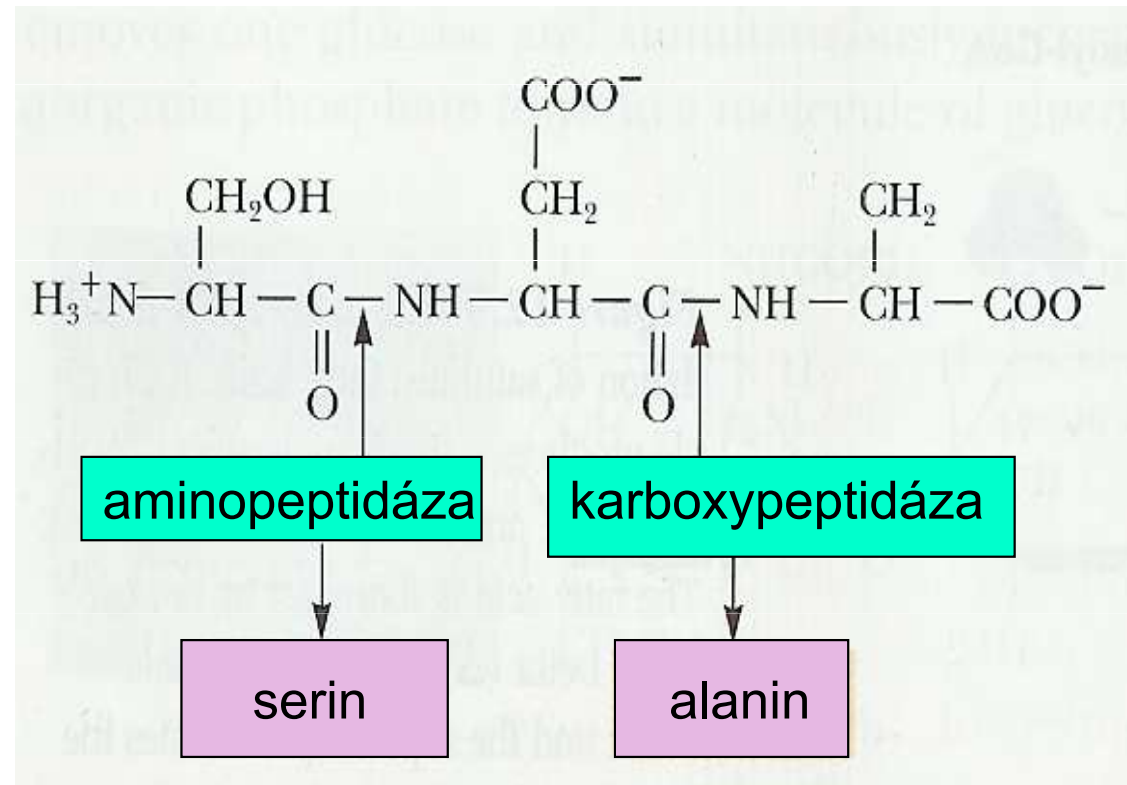 COO⁻
CH₂OH CH₂ CH₂
H₃⁺N—CH—C—NH—CH—C—NH—CH—COO⁻
O O
aminopeptidáza karboxypeptidáza
serin alanin